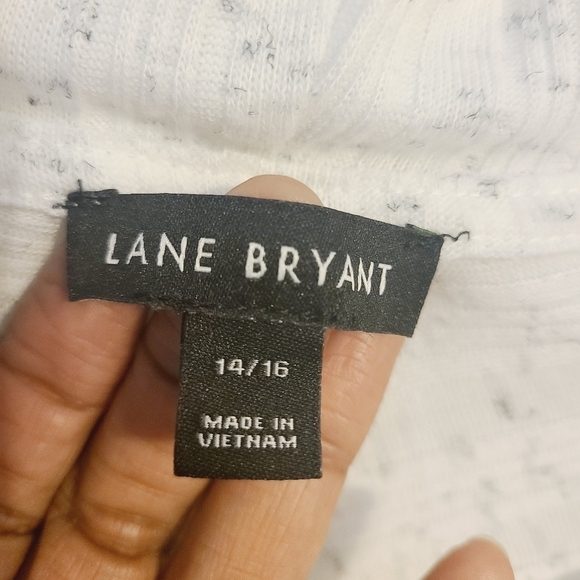 LANE BRYANT
14/16
MADE IN
VIETNAM